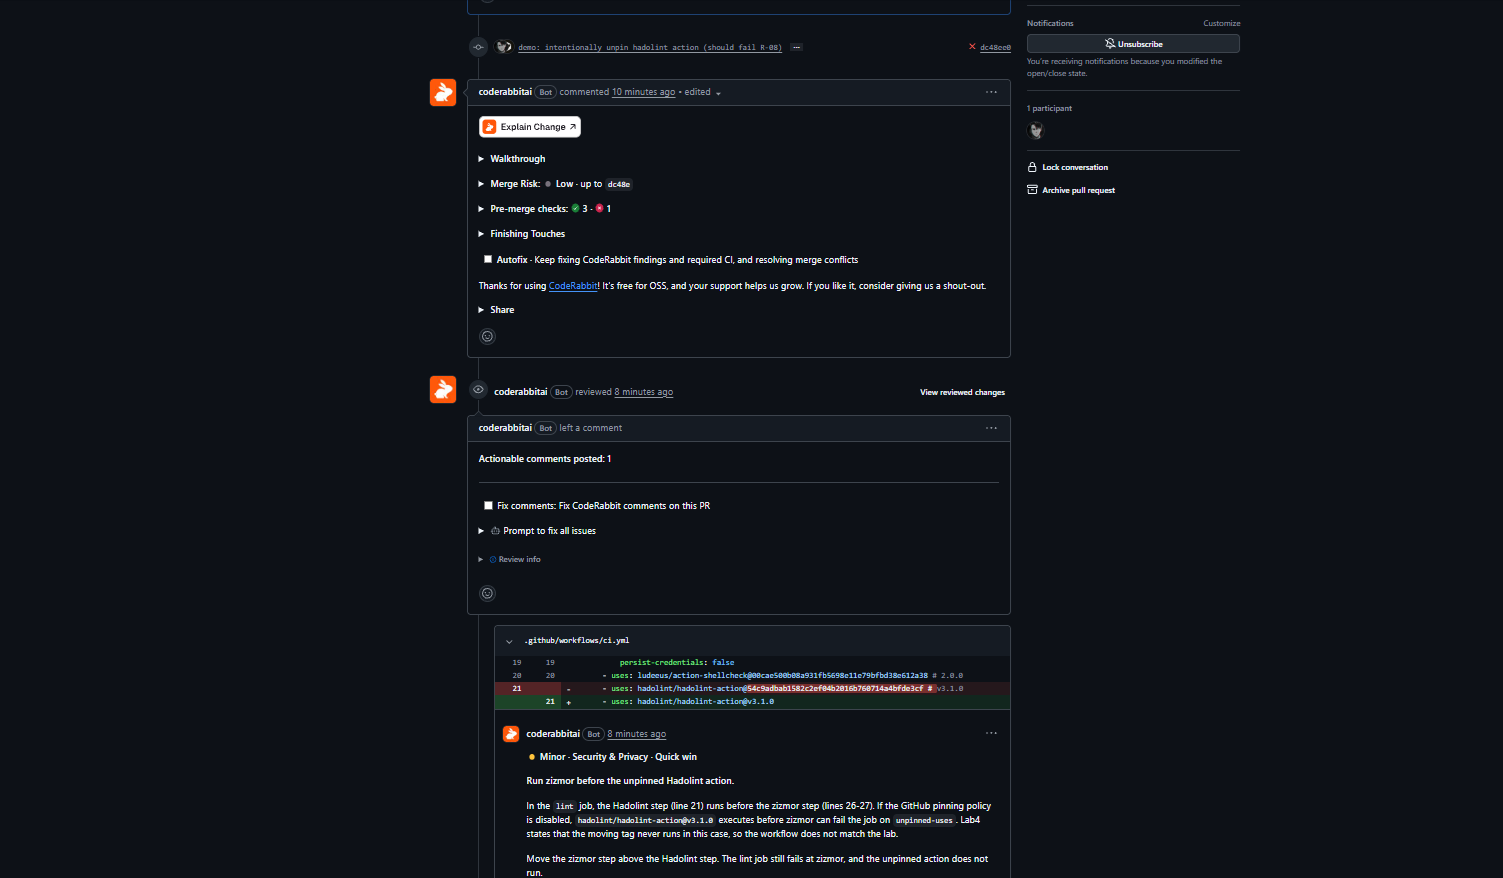 demo: intentionally unpin hadolint action (should fail R-08)
dc48ee0
coderabbitai Bot commented 10 minutes ago • edited
Explain Change
Walkthrough
Merge Risk: Low · up to dc48e
Pre-merge checks: 3 · 1
Finishing Touches
Autofix - Keep fixing CodeRabbit findings and required CI, and resolving merge conflicts
Thanks for using CodeRabbit! It's free for OSS, and your support helps us grow. If you like it, consider giving us a shout-out.
Share
coderabbitai Bot reviewed 8 minutes ago
View reviewed changes
coderabbitai Bot left a comment
Actionable comments posted: 1
Fix comments: Fix CodeRabbit comments on this PR
Prompt to fix all issues
Review info
.github/workflows/ci.yml
19 19 persist-credentials: false
20 20 - uses: ludeeus/action-shellcheck@00cae500b08a931fb5698e11e79bfbd38e612a38 # 2.0.0
21 - - uses: hadolint/hadolint-action@54c9adbab1582c2ef04b2016b760714a4bfde3cf # v3.1.0
21 + - uses: hadolint/hadolint-action@v3.1.0
coderabbitai Bot 8 minutes ago
Minor · Security & Privacy · Quick win
Run zizmor before the unpinned Hadolint action.
In the lint job, the Hadolint step (line 21) runs before the zizmor step (lines 26-27). If the GitHub pinning policy
is disabled, hadolint/hadolint-action@v3.1.0 executes before zizmor can fail the job on unpinned-uses. Lab4
states that the moving tag never runs in this case, so the workflow does not match the lab.
Move the zizmor step above the Hadolint step. The lint job still fails at zizmor, and the unpinned action does not
run.
Notifications
Customize
Unsubscribe
You're receiving notifications because you modified the
open/close state.
1 participant
Lock conversation
Archive pull request